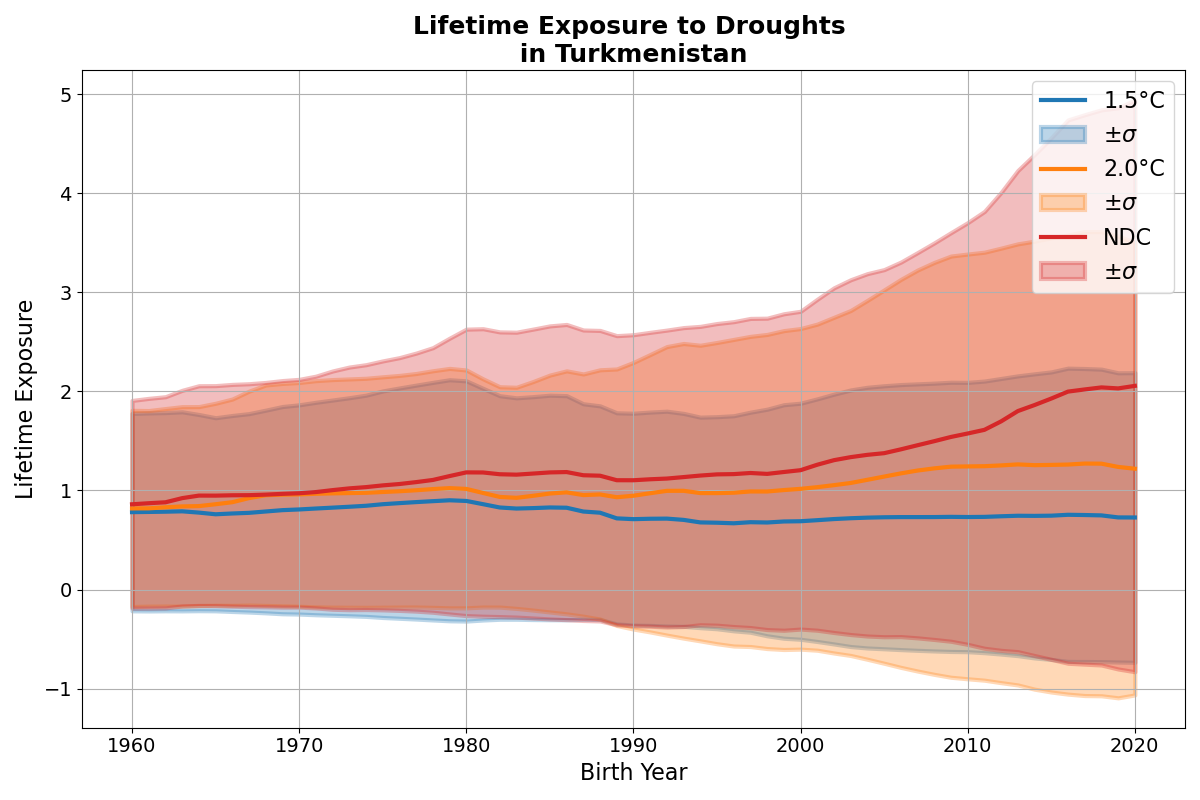 Lifetime Exposure to Droughts
in Turkmenistan
1.5°C
±σ
2.0°C
±σ
NDC
±σ
Lifetime Exposure
5
4
3
2
1
0
−1
1960
1970
1980
1990
2000
2010
2020
Birth Year